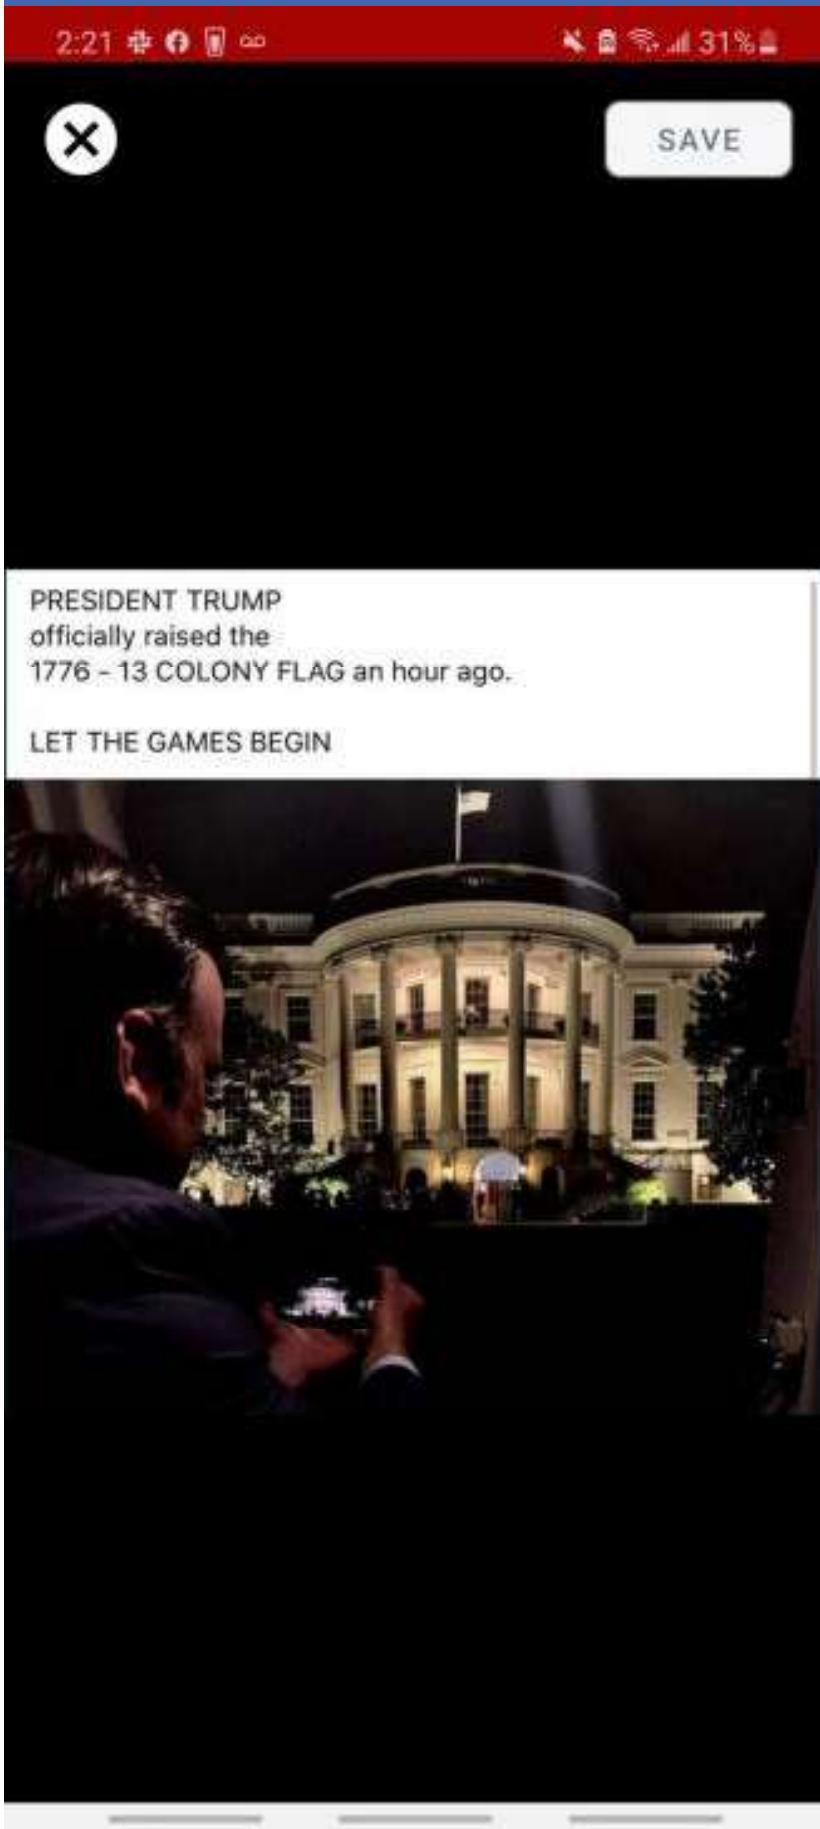 2:21
31%
SAVE
PRESIDENT TRUMP
officially raised the
1776 - 13 COLONY FLAG an hour ago.
LET THE GAMES BEGIN